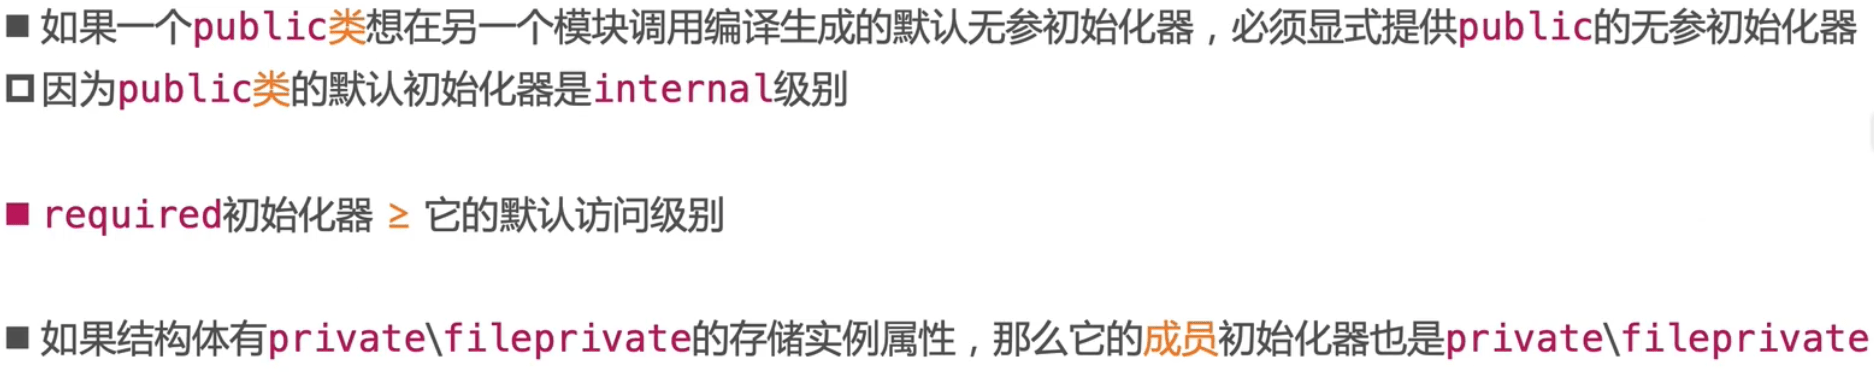 ■ 如果一个public类想在另一个模块调用编译生成的默认无参初始化器，必须显式提供public的无参初始化器
□ 因为public类的默认初始化器是internal级别
■ required初始化器 ≥ 它的默认访问级别
■ 如果结构体有private\fileprivate的存储实例属性，那么它的成员初始化器也是private\fileprivate